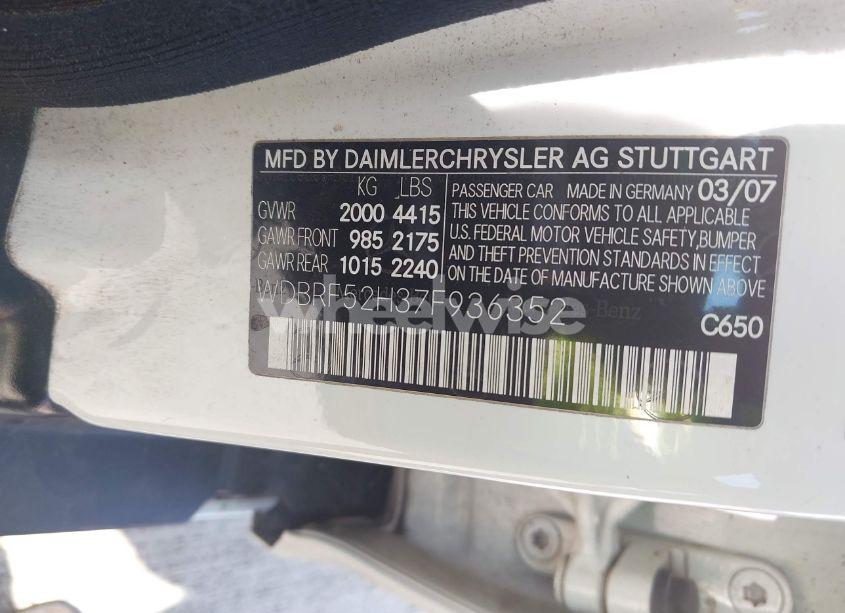 MFD BY DAIMLERCHRYSLER AG STUTTGART
KG LBS
GVWR 2000 4415
GAWR FRONT 985 2175
GAWR REAR 1015 2240
PASSENGER CAR MADE IN GERMANY 03/07
THIS VEHICLE CONFORMS TO ALL APPLICABLE
U.S. FEDERAL MOTOR VEHICLE SAFETY,BUMPER
AND THEFT PREVENTION STANDARDS IN EFFECT
ON THE DATE OF MANUFACTURE SHOWN ABOVE
WDBRF52H37F936352
wheelwise
-Benz
C650